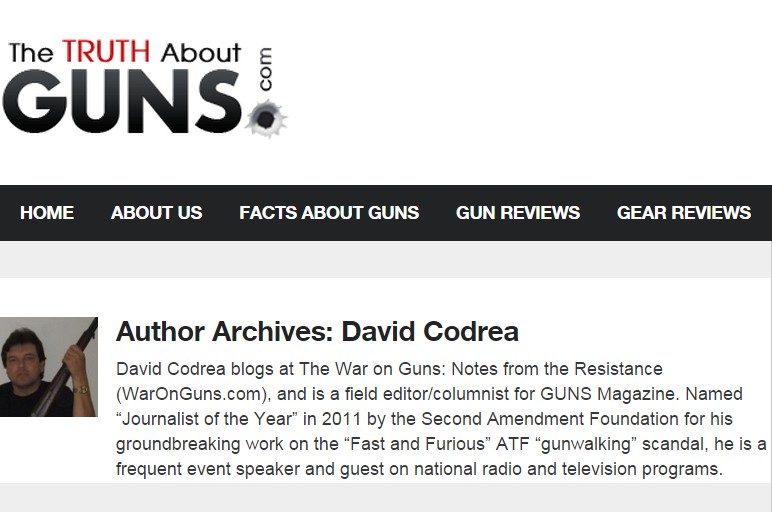 The TRUTH About
GUNS.com
HOME ABOUT US FACTS ABOUT GUNS GUN REVIEWS GEAR REVIEWS
Author Archives: David Codrea
David Codrea blogs at The War on Guns: Notes from the Resistance
(WarOnGuns.com), and is a field editor/columnist for GUNS Magazine. Named
“Journalist of the Year” in 2011 by the Second Amendment Foundation for his
groundbreaking work on the “Fast and Furious” ATF “gunwalking” scandal, he is a
frequent event speaker and guest on national radio and television programs.